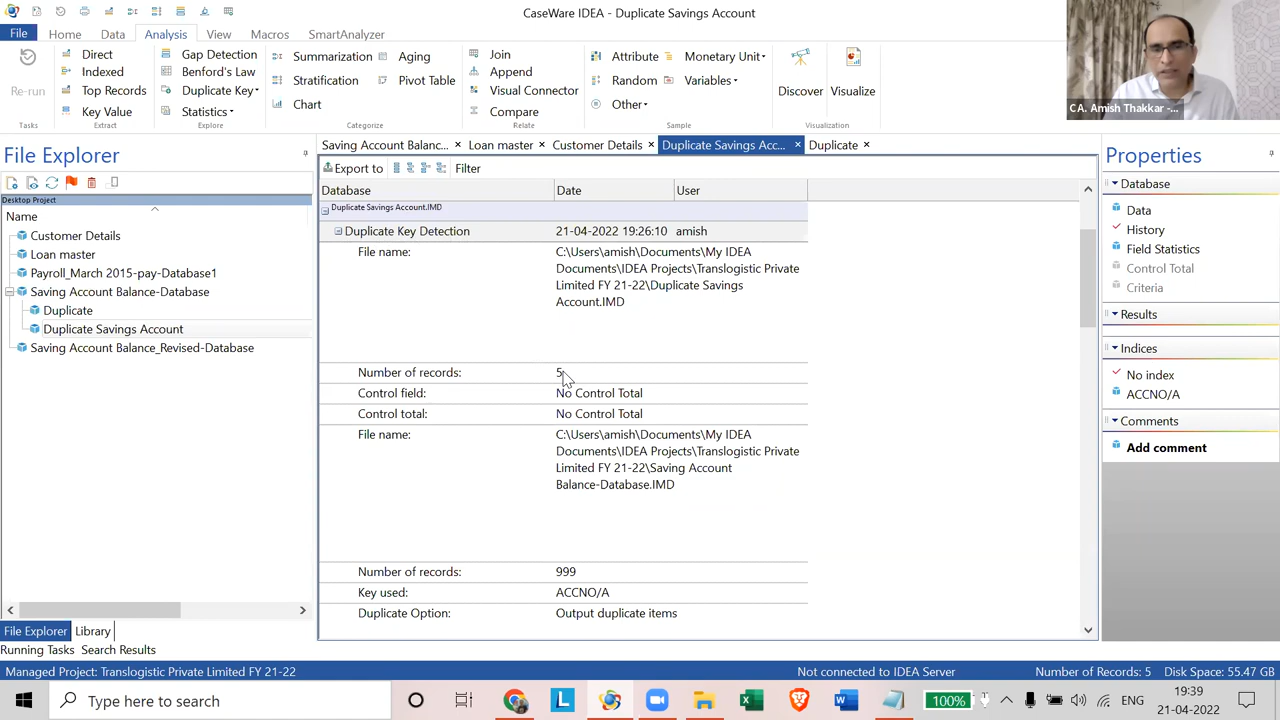 CaseWare IDEA - Duplicate Savings Account
File Home Data Analysis View Macros SmartAnalyzer
Re-run
Tasks
Direct
Indexed
Top Records
Key Value
Extract
Gap Detection
Benford's Law
Duplicate Key
Statistics
Explore
Summarization
Stratification
Chart
Aging
Pivot Table
Categorize
Join
Append
Visual Connector
Compare
Relate
Attribute
Random
Other
Monetary Unit
Variables
Sample
Discover
Visualize
Visualization
CA. Amish Thakkar -...
File Explorer
Desktop Project
Name
Customer Details
Loan master
Payroll_March 2015-pay-Database1
Saving Account Balance-Database
Duplicate
Duplicate Savings Account
Saving Account Balance_Revised-Database
File Explorer Library
Running Tasks Search Results
Saving Account Balanc... × Loan master × Customer Details × Duplicate Savings Acc... × Duplicate ×
Export to Filter
Database Date User
Duplicate Savings Account.IMD
Duplicate Key Detection 21-04-2022 19:26:10 amish
File name: C:\Users\amish\Documents\My IDEA
Documents\IDEA Projects\Translogistic Private
Limited FY 21-22\Duplicate Savings
Account.IMD
Number of records: 5
Control field: No Control Total
Control total: No Control Total
File name: C:\Users\amish\Documents\My IDEA
Documents\IDEA Projects\Translogistic Private
Limited FY 21-22\Saving Account
Balance-Database.IMD
Number of records: 999
Key used: ACCNO/A
Duplicate Option: Output duplicate items
Properties
Database
Data
History
Field Statistics
Control Total
Criteria
Results
Indices
No index
ACCNO/A
Comments
Add comment
Managed Project: Translogistic Private Limited FY 21-22 Not connected to IDEA Server Number of Records: 5 Disk Space: 55.47 GB
Type here to search
100%
ENG
19:39
21-04-2022